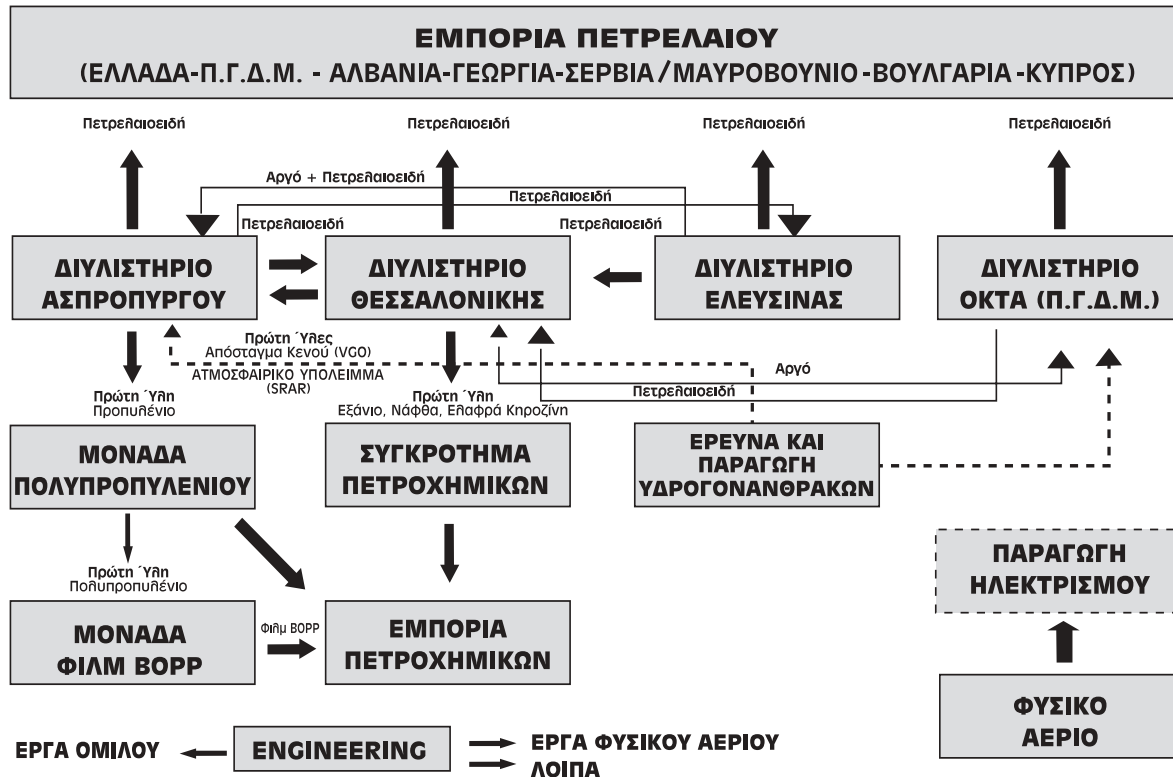 ΕΜΠΟΡΙΑ ΠΕΤΡΕΛΑΙΟΥ
(ΕΛΛΑΔΑ-Π.Γ.Δ.Μ. - ΑΛΒΑΝΙΑ-ΓΕΩΡΓΙΑ-ΣΕΡΒΙΑ/ΜΑΥΡΟΒΟΥΝΙΟ-ΒΟΥΛΓΑΡΙΑ-ΚΥΠΡΟΣ)
Πετρελαιοειδή
Πετρελαιοειδή
Πετρελαιοειδή
Πετρελαιοειδή
Αργό + Πετρελαιοειδή
Πετρελαιοειδή
Πετρελαιοειδή
Πετρελαιοειδή
ΔΙΥΛΙΣΤΗΡΙΟ
ΑΣΠΡΟΠΥΡΓΟΥ
ΔΙΥΛΙΣΤΗΡΙΟ
ΘΕΣΣΑΛΟΝΙΚΗΣ
ΔΙΥΛΙΣΤΗΡΙΟ
ΕΛΕΥΣΙΝΑΣ
ΔΙΥΛΙΣΤΗΡΙΟ
ΟΚΤΑ (Π.Γ.Δ.Μ.)
Πρώτη Ύλες
Απόσταγμα Κενού (VGO)
ΑΤΜΟΣΦΑΙΡΙΚΟ ΥΠΟΛΕΙΜΜΑ
(SRAR)
Αργό
Πετρελαιοειδή
Πρώτη Ύλη
Προπυλένιο
Πρώτη Ύλη
Εξάνιο, Νάφθα, Ελαφρά Κηροζίνη
ΜΟΝΑΔΑ
ΠΟΛΥΠΡΟΠΥΛΕΝΙΟΥ
ΣΥΓΚΡΟΤΗΜΑ
ΠΕΤΡΟΧΗΜΙΚΩΝ
ΕΡΕΥΝΑ ΚΑΙ
ΠΑΡΑΓΩΓΗ
ΥΔΡΟΓΟΝΑΝΘΡΑΚΩΝ
ΠΑΡΑΓΩΓΗ
ΗΛΕΚΤΡΙΣΜΟΥ
Πρώτη Ύλη
Πολυπροπυλένιο
ΜΟΝΑΔΑ
ΦΙΛΜ BOPP
Φιλμ BOPP
ΕΜΠΟΡΙΑ
ΠΕΤΡΟΧΗΜΙΚΩΝ
ΦΥΣΙΚΟ
ΑΕΡΙΟ
ΕΡΓΑ ΟΜΙΛΟΥ
ENGINEERING
ΕΡΓΑ ΦΥΣΙΚΟΥ ΑΕΡΙΟΥ
ΛΟΙΠΑ